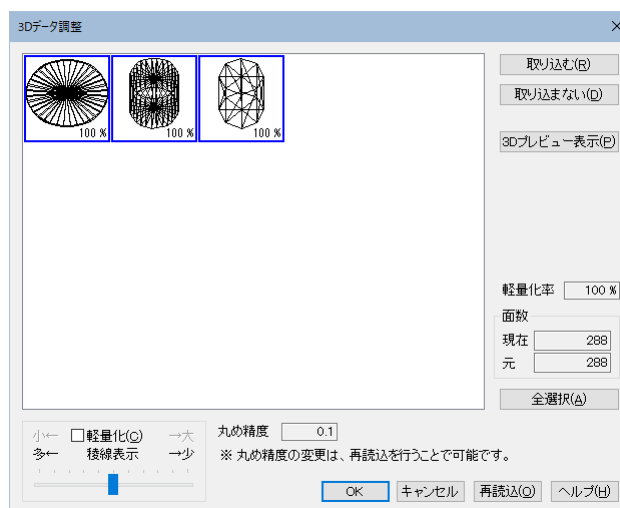 3Dデータ調整
100 %
100 %
100 %
取り込む(R)
取り込まない(D)
3Dプレビュー表示(P)
軽量化率 100 %
面数
現在 288
元 288
全選択(A)
小← 軽量化(C) →大
多← 稜線表示 →少
丸め精度 0.1
※ 丸め精度の変更は、再読込を行うことで可能です。
OK キャンセル 再読込(O) ヘルプ(H)